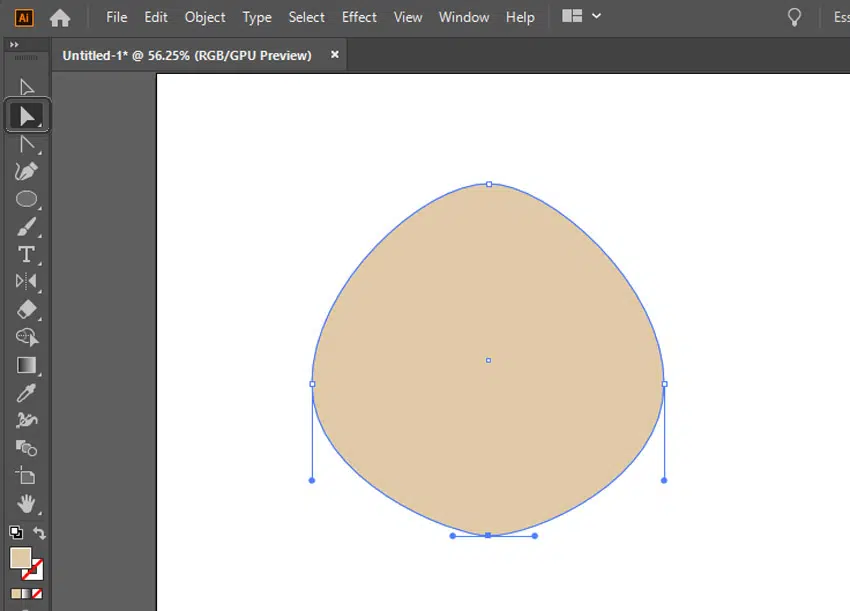 Ai File Edit Object Type Select Effect View Window Help Ess
Untitled-1* @ 56.25% (RGB/GPU Preview) ×
T